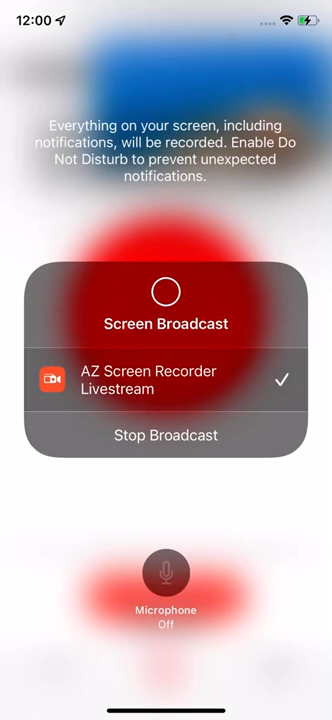 12:00
Everything on your screen, including
notifications, will be recorded. Enable Do
Not Disturb to prevent unexpected
notifications.
Screen Broadcast
AZ Screen Recorder
Livestream
Stop Broadcast
Microphone
Off